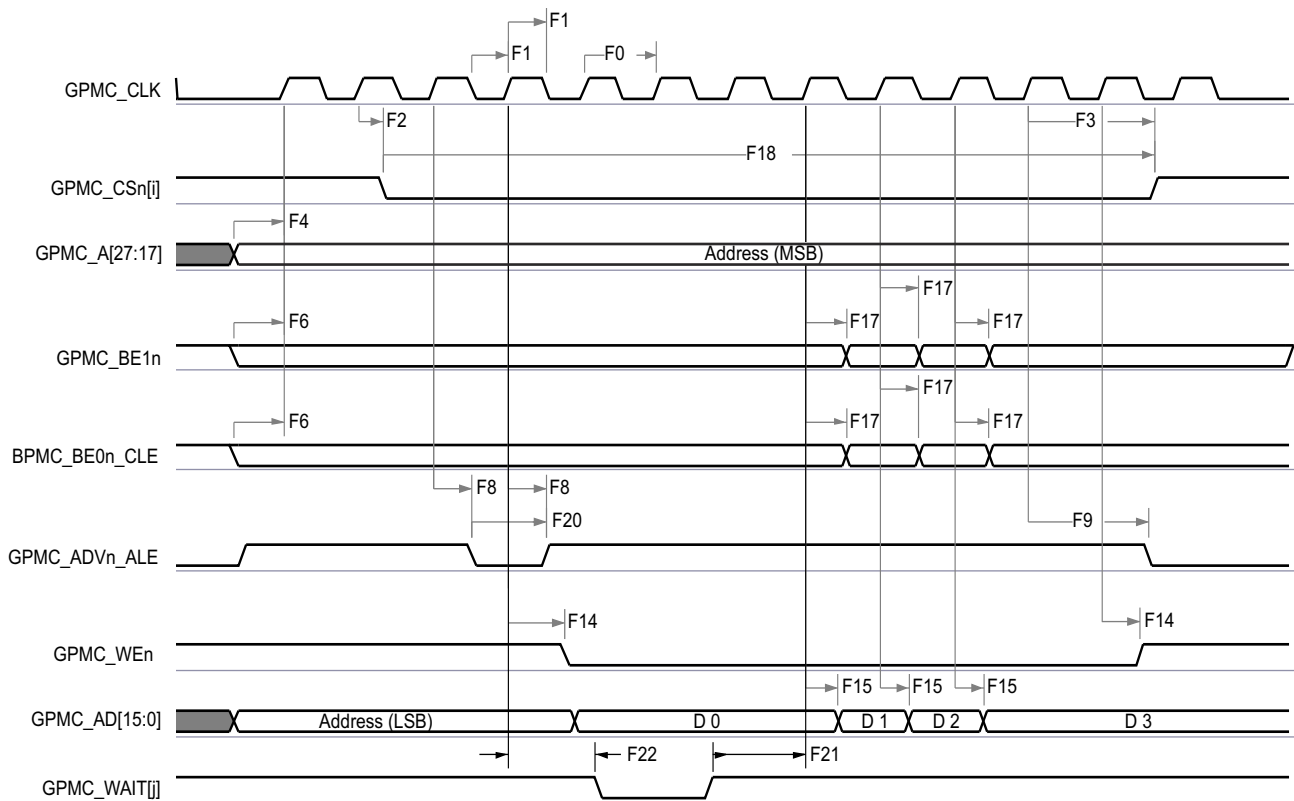 F1
F1
F0
GPMC_CLK
F2
F3
F18
GPMC_CSn[i]
F4
GPMC_A[27:17]
Address (MSB)
F17
F6
F17
F17
GPMC_BE1n
F17
F6
F17
F17
BPMC_BE0n_CLE
F8
F8
F20
F9
GPMC_ADVn_ALE
F14
F14
GPMC_WEn
F15
F15
F15
GPMC_AD[15:0]
Address (LSB)
D 0
D 1
D 2
D 3
F22
F21
GPMC_WAIT[j]